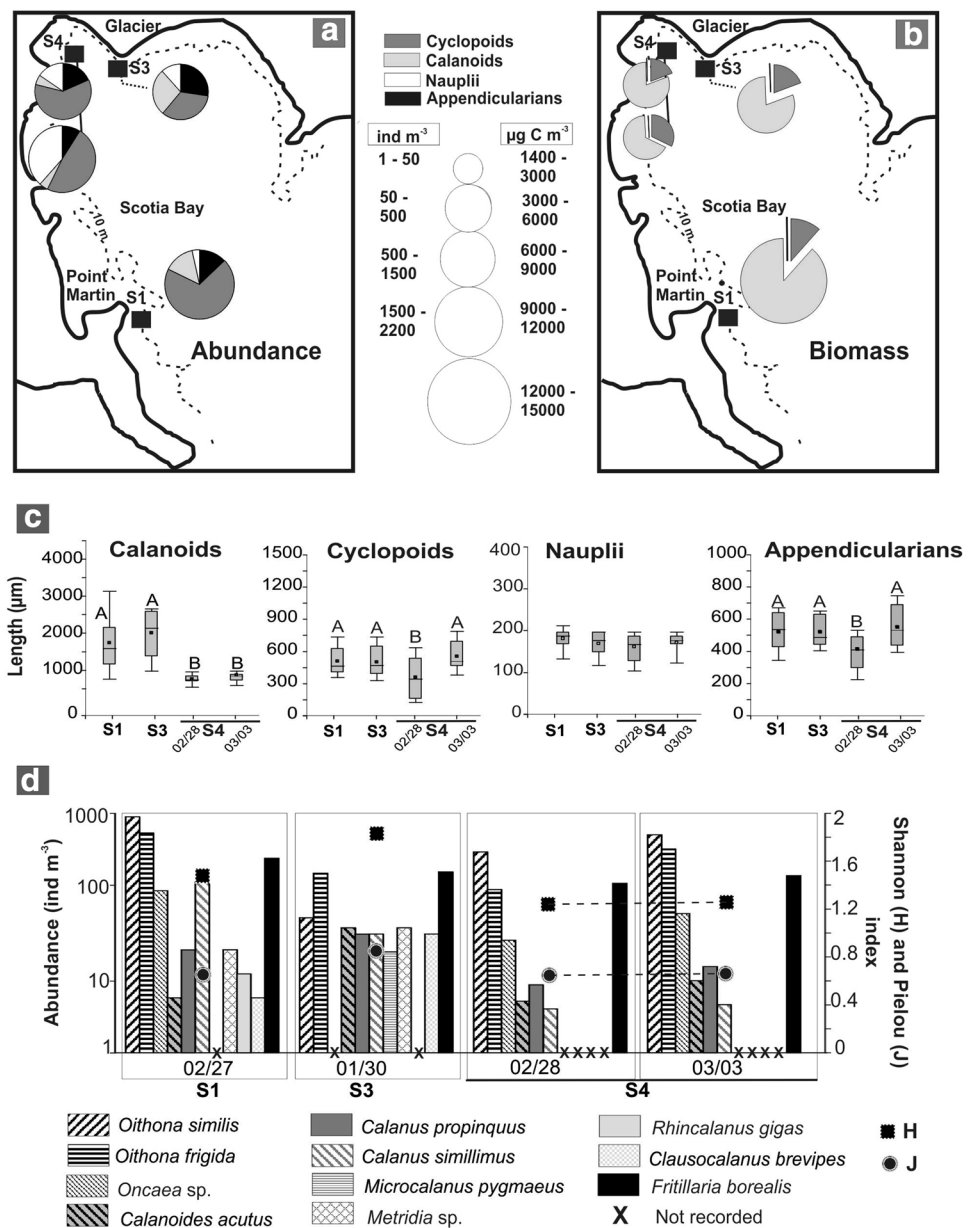 a
Glacier
S4
S3
Scotia Bay
10 m
Point
Martin
S1
Abundance
Cyclopoids
Calanoids
Nauplii
Appendicularians
ind m-3
µg C m-3
1 - 50
1400 -
3000
50 -
500
3000 -
6000
500 -
1500
6000 -
9000
1500 -
2200
9000 -
12000
12000 -
15000
b
Glacier
S4
S3
Scotia Bay
10 m
Point
Martin
S1
Biomass
c
Length (µm)
Calanoids
4000
3000
2000
1000
0
A
A
B
B
S1
S3
02/28
S4
03/03
Cyclopoids
1500
1200
900
600
300
0
A
A
B
A
S1
S3
02/28
S4
03/03
Nauplii
400
300
200
100
0
S1
S3
02/28
S4
03/03
Appendicularians
1000
800
600
400
200
0
A
A
B
A
S1
S3
02/28
S4
03/03
d
Abundance (ind m-3)
1000
100
10
1
Shannon (H) and Pielou (J)
index
2
1.6
1.2
0.8
0.4
0
X
X
X
X X X X
X X X X
02/27
01/30
02/28
03/03
S1
S3
S4
Oithona similis
Oithona frigida
Oncaea sp.
Calanoides acutus
Calanus propinquus
Calanus simillimus
Microcalanus pygmaeus
Metridia sp.
Rhincalanus gigas
Clausocalanus brevipes
Fritillaria borealis
X Not recorded
H
J